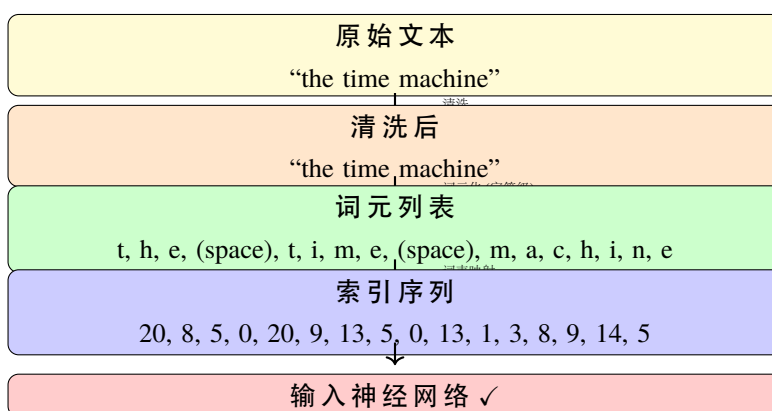 原始文本
“the time machine”
清洗
清洗后
“the time machine”
词元列表
t, h, e, (space), t, i, m, e, (space), m, a, c, h, i, n, e
索引序列
20, 8, 5, 0, 20, 9, 13, 5, 0, 13, 1, 3, 8, 9, 14, 5
输入神经网络 ✓